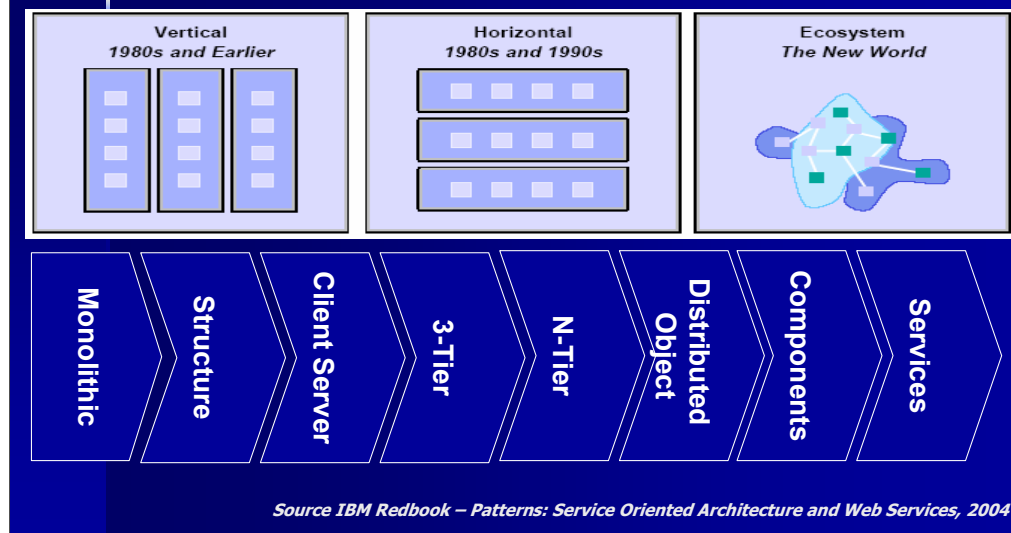 Vertical
1980s and Earlier
Horizontal
1980s and 1990s
Ecosystem
The New World
Monolithic
Structure
Client Server
3-Tier
N-Tier
Distributed
Object
Components
Services
Source IBM Redbook – Patterns: Service Oriented Architecture and Web Services, 2004